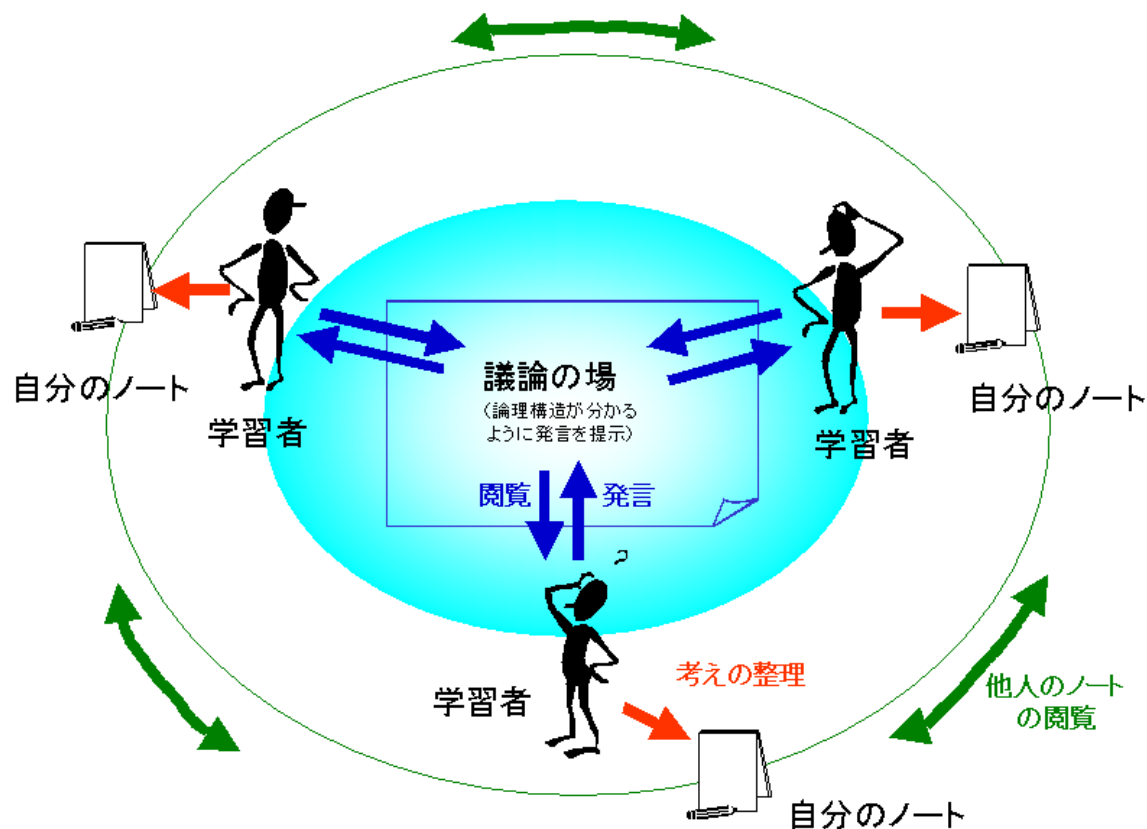 自分のノート
学習者
議論の場
（論理構造が分かる
ように発言を提示）
学習者
自分のノート
閲覧
発言
学習者
考えの整理
他人のノート
の閲覧
自分のノート